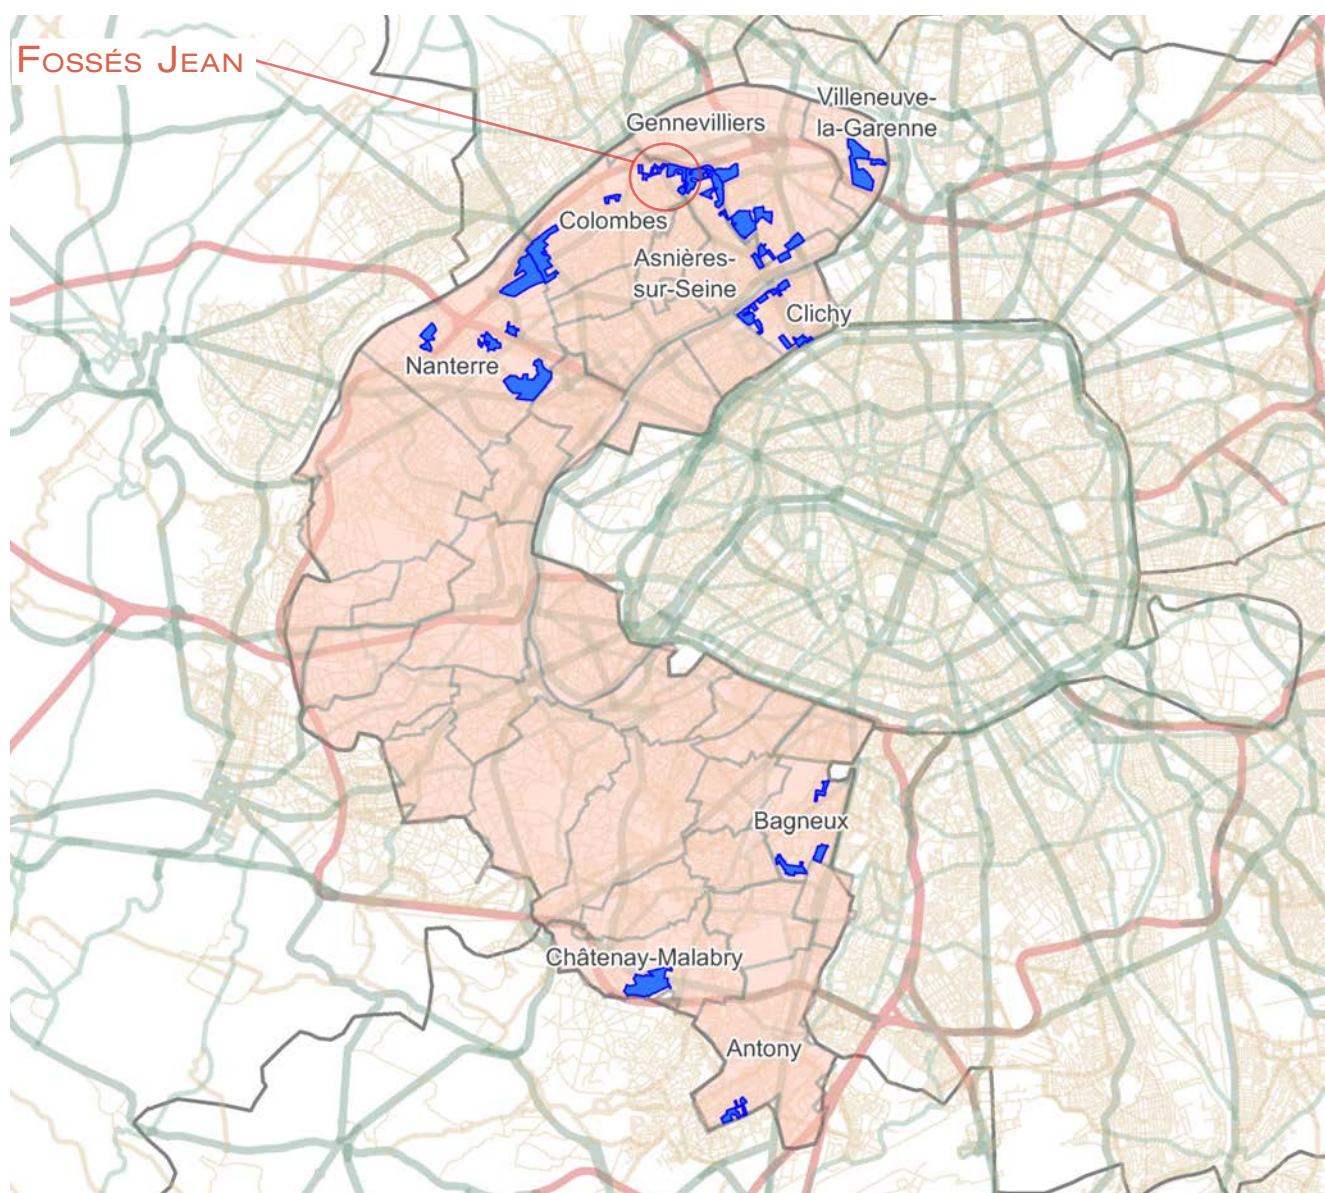 FOSSÉS JEAN
Villeneuve-
la-Garenne
Gennevilliers
Colombes
Asnières-
sur-Seine
Clichy
Nanterre
Bagneux
Châtenay-Malabry
Antony